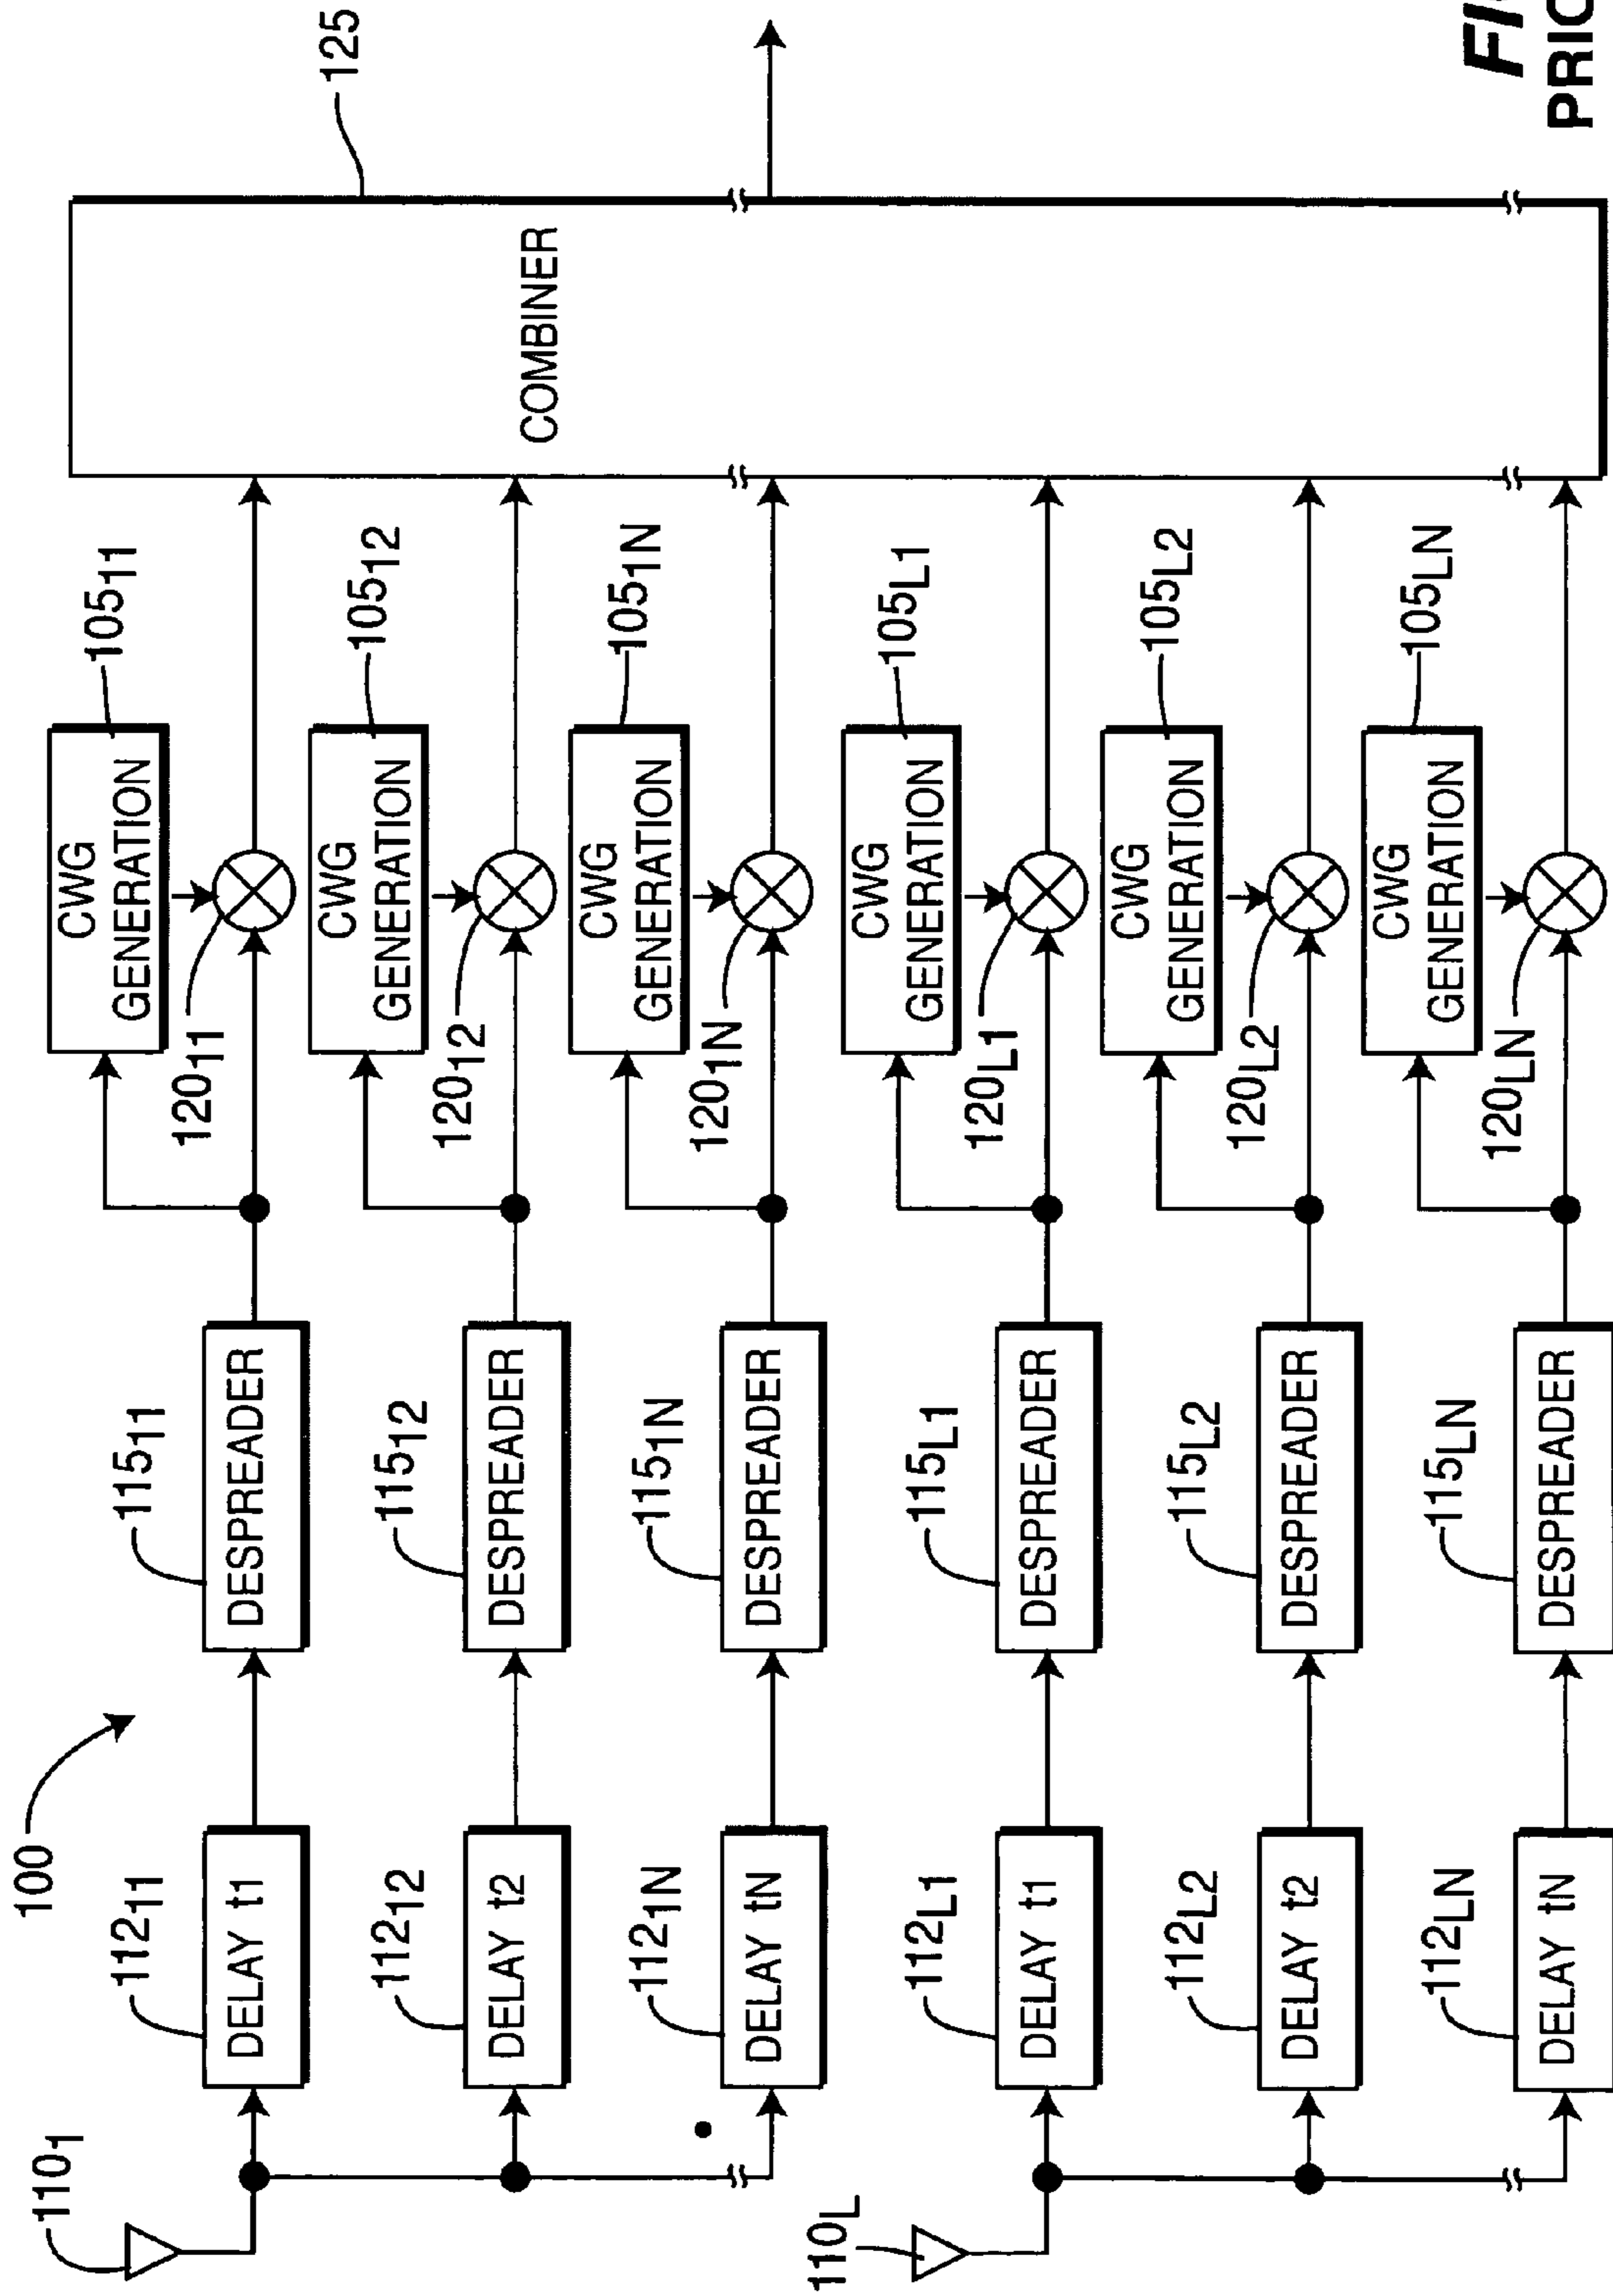 100
110₁
112₁₁
DELAY t1
115₁₁
DESPREADER
120₁₁
CWG
GENERATION
105₁₁
112₁₂
DELAY t2
115₁₂
DESPREADER
120₁₂
CWG
GENERATION
105₁₂
112₁N
DELAY tN
115₁N
DESPREADER
120₁N
CWG
GENERATION
105₁N
COMBINER
125
110L
112L1
DELAY t1
115L1
DESPREADER
120L1
CWG
GENERATION
105L1
112L2
DELAY t2
115L2
DESPREADER
120L2
CWG
GENERATION
105L2
112LN
DELAY tN
115LN
DESPREADER
120LN
CWG
GENERATION
105LN